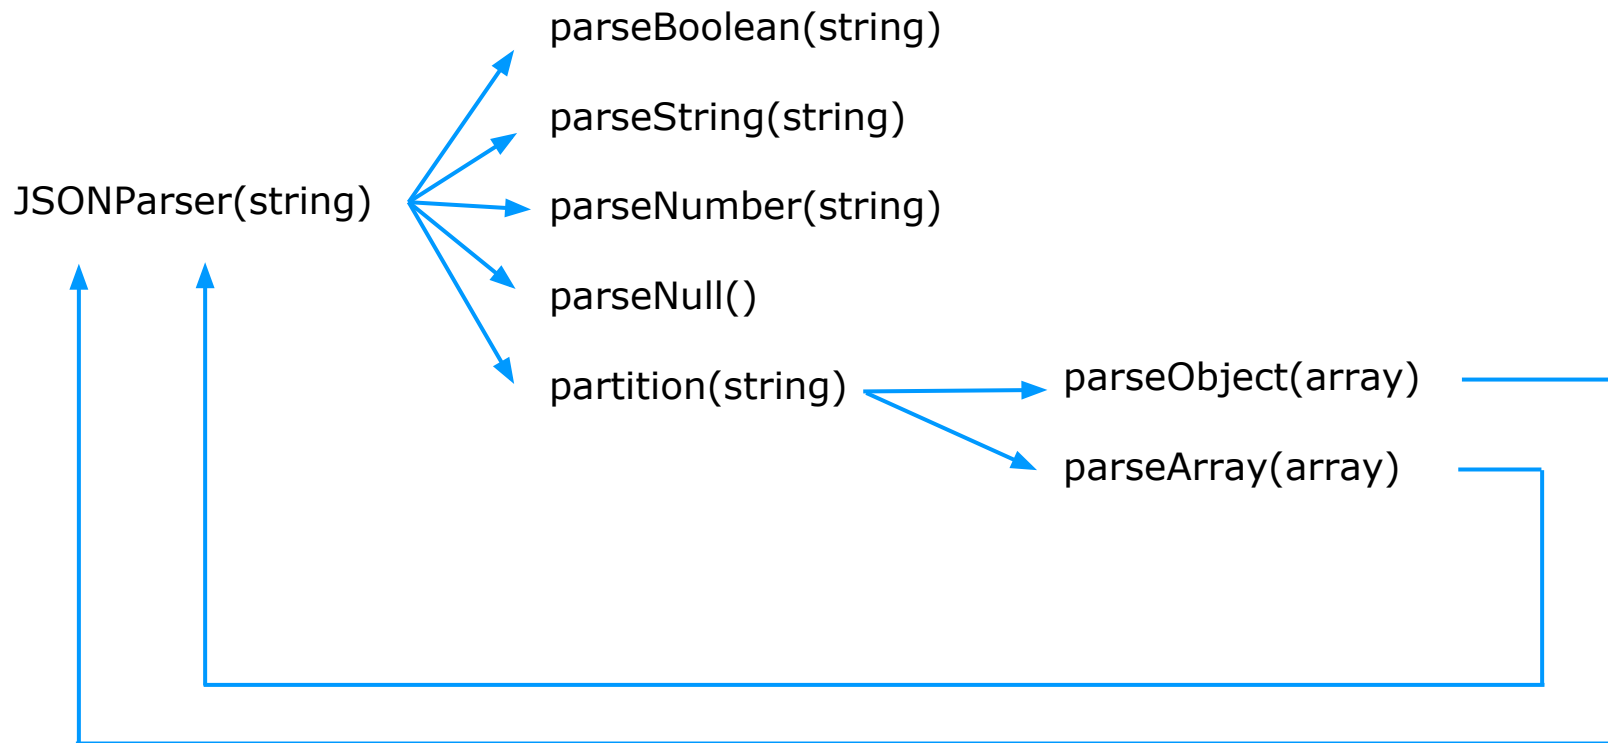 parseBoolean(string)
parseString(string)
JSONParser(string)
parseNumber(string)
parseNull()
partition(string)
parseObject(array)
parseArray(array)